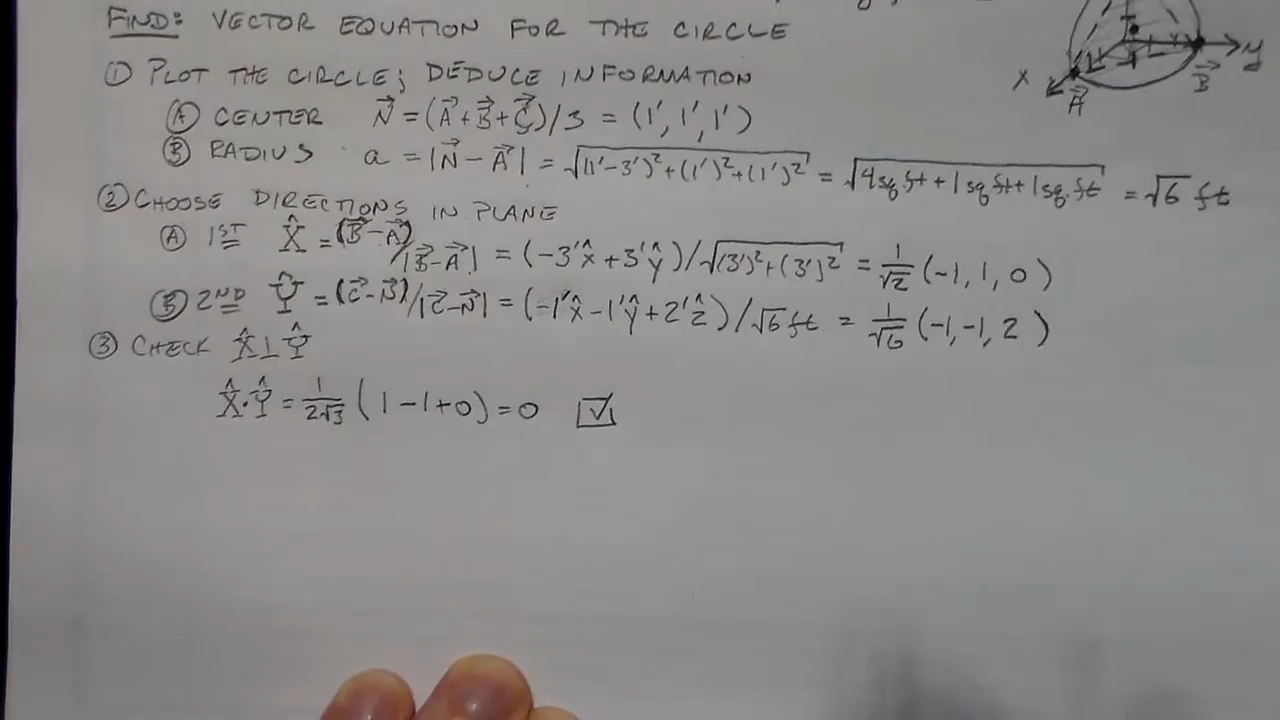 FIND: VECTOR EQUATION FOR THE CIRCLE
① PLOT THE CIRCLE; DEDUCE INFORMATION
Ⓐ CENTER N⃗ = (A⃗+B⃗+C⃗)/3 = (1', 1', 1')
Ⓑ RADIUS a = |N⃗ - A⃗| = √((1'-3')²+(1')²+(1')²) = √(4 sq ft + 1 sq ft + 1 sq. ft) = √6 ft
② CHOOSE DIRECTIONS IN PLANE
Ⓐ 1ST X̂ = (B⃗-A⃗)/|B⃗-A⃗| = (-3'x̂ + 3'ŷ)/√((3')²+(3')²) = 1/√2 (-1, 1, 0)
Ⓑ 2ND Ŷ = (C⃗-N⃗)/|C⃗-N⃗| = (-1'x̂ - 1'ŷ + 2'ẑ)/√6 ft = 1/√6 (-1, -1, 2)
③ CHECK X̂ ⊥ Ŷ
X̂·Ŷ = 1/2√3 (1 - 1 + 0) = 0 ☑
y
B⃗
X
A⃗